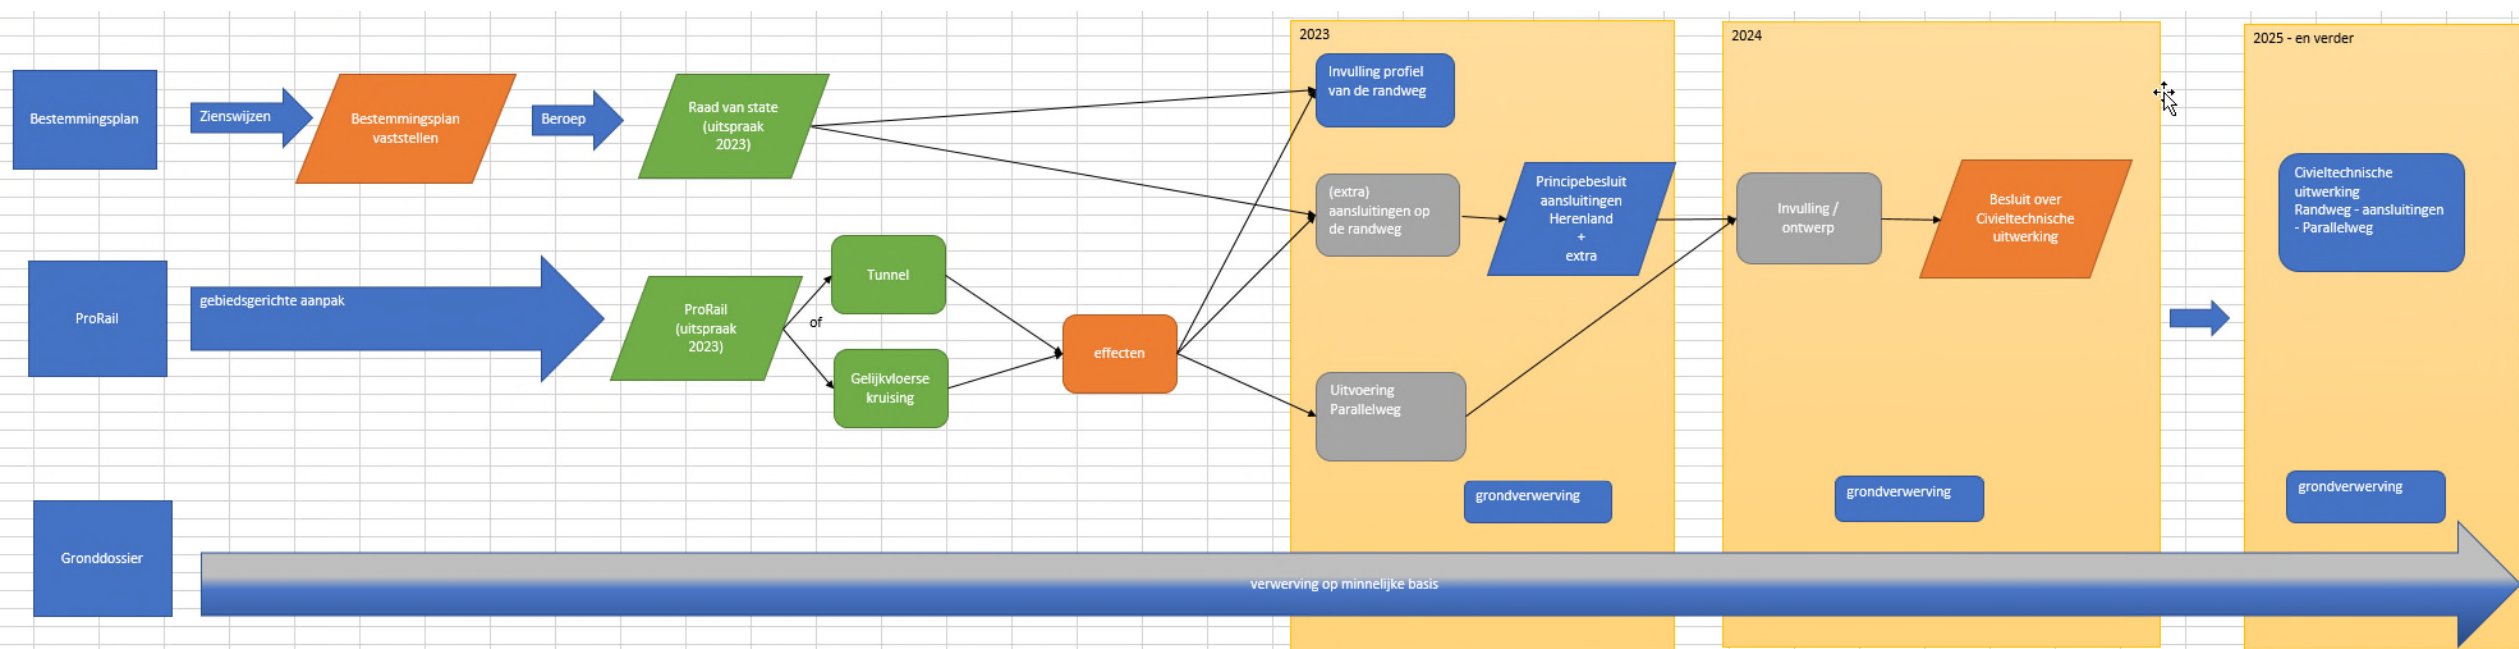 2023
2024
2025 - en verder
Bestemmingsplan
Zienswijzen
Bestemmingsplan
vaststellen
Beroep
Raad van state
(uitspraak
2023)
Invulling profiel
van de randweg
(extra)
aansluitingen op
de randweg
Principebesluit
aansluitingen
Herenland
+
extra
Invulling /
ontwerp
Besluit over
Civieltechnische
uitwerking
Civieltechnische
uitwerking
Randweg - aansluitingen
- Parallelweg
ProRail
gebiedsgerichte aanpak
ProRail
(uitspraak
2023)
of
Tunnel
Gelijkvloerse
kruising
effecten
Uitvoering
Parallelweg
grondverwerving
grondverwerving
grondverwerving
Gronddossier
verwerving op minnelijke basis